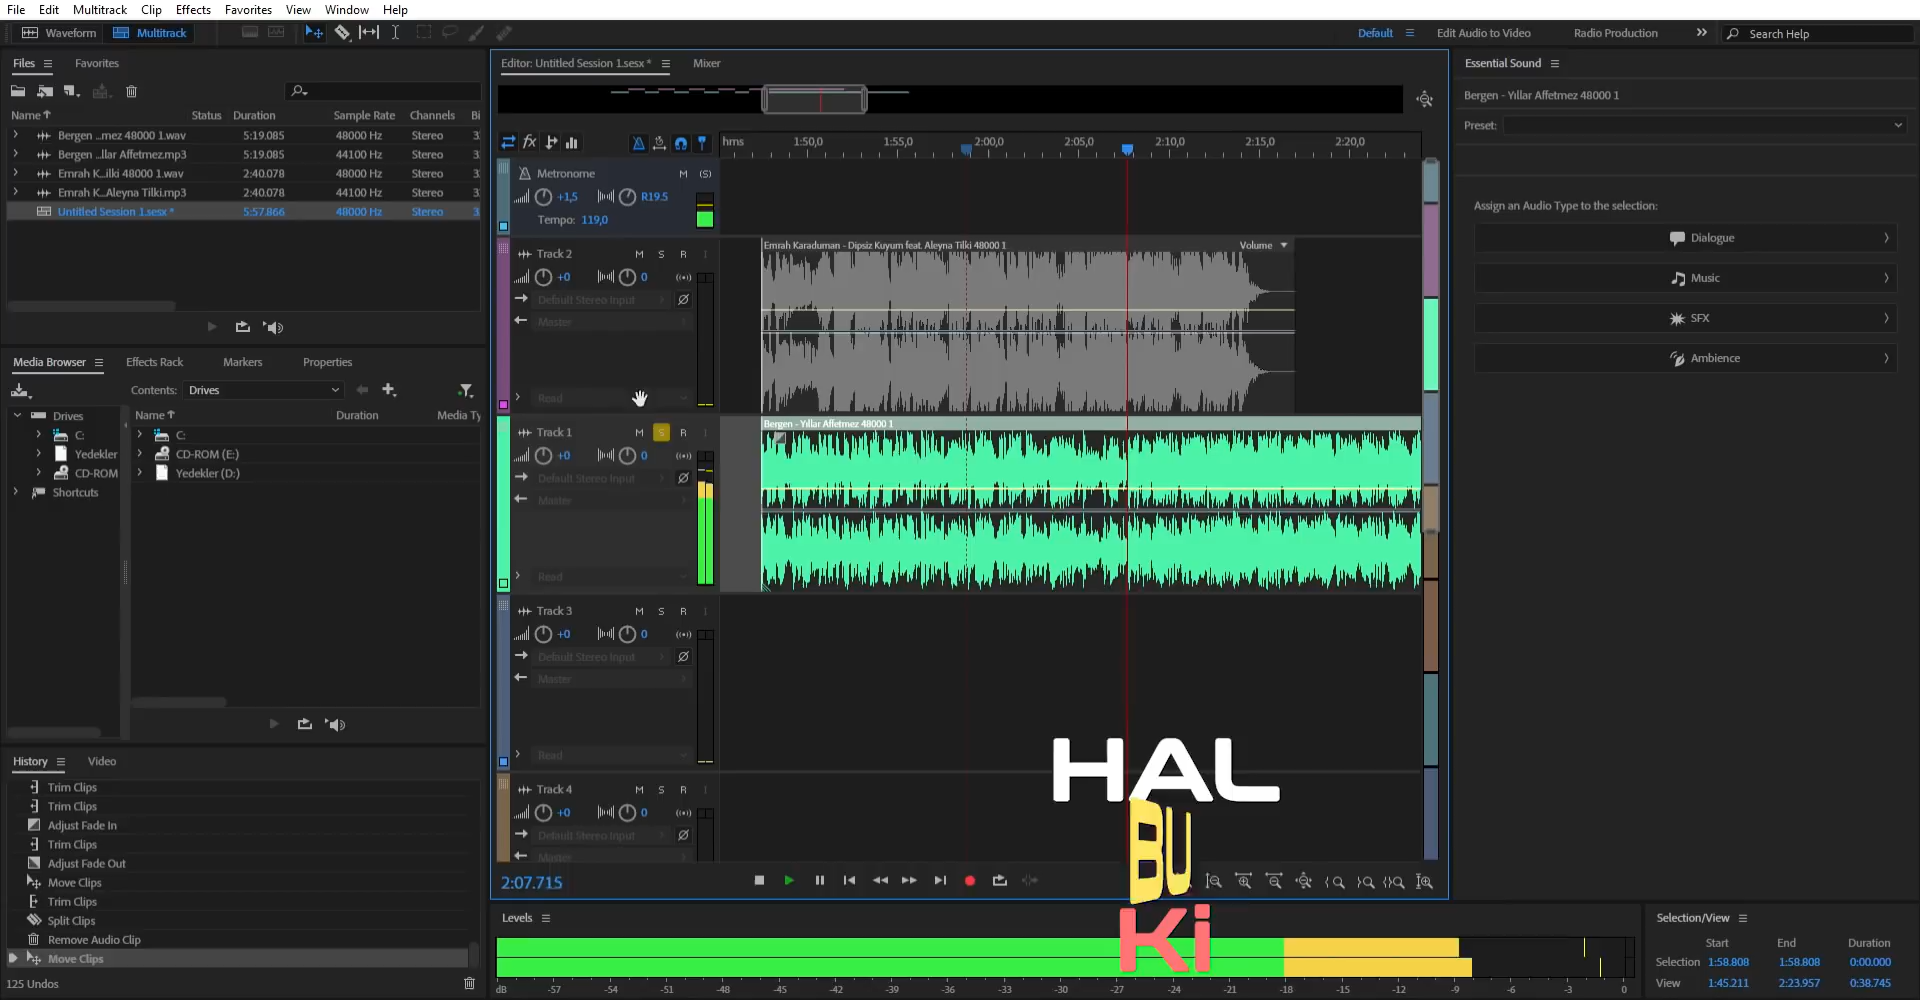 File Edit Multitrack Clip Effects Favorites View Window Help
Waveform Multitrack Default Edit Audio to Video Radio Production Search Help
Files Favorites
Name Status Duration Sample Rate Channels Bi
Bergen ...mez 48000 1.wav 5:19.085 48000 Hz Stereo 3
Bergen ...llar Affetmez.mp3 5:19.085 44100 Hz Stereo 3
Emrah K...ilki 48000 1.wav 2:40.078 48000 Hz Stereo 3
Emrah K...Aleyna Tilki.mp3 2:40.078 44100 Hz Stereo 3
Untitled Session 1.sesx * 5:57.866 48000 Hz Stereo 3
Media Browser Effects Rack Markers Properties
Contents: Drives
Drives
C:
Yedekler
CD-ROM
Shortcuts
Name Duration Media Ty
C:
CD-ROM (E:)
Yedekler (D:)
History Video
Trim Clips
Trim Clips
Adjust Fade In
Trim Clips
Adjust Fade Out
Move Clips
Trim Clips
Split Clips
Remove Audio Clip
Move Clips
125 Undos
Editor: Untitled Session 1.sesx * Mixer
fx
hms 1:50,0 1:55,0 2:00,0 2:05,0 2:10,0 2:15,0 2:20,0
Metronome M (S)
+1,5 R19.5
Tempo: 119,0
Track 2 M S R I
+0 0
Default Stereo Input
Master
Read
Emrah Karaduman - Dipsiz Kuyum feat. Aleyna Tilki 48000 1 Volume
Track 1 M S R I
+0 0
Default Stereo Input
Master
Read
Bergen - Yıllar Affetmez 48000 1
Track 3 M S R I
+0 0
Default Stereo Input
Master
Read
Track 4 M S R I
+0 0
Default Stereo Input
Master
2:07.715
HAL
BU
Ki
Levels
dB -57 -54 -51 -48 -45 -42 -39 -36 -33 -30 -27 -24 -21 -18 -15 -12 -9 -6 -3 0
Essential Sound
Bergen - Yıllar Affetmez 48000 1
Preset:
Assign an Audio Type to the selection:
Dialogue
Music
SFX
Ambience
Selection/View
Start End Duration
Selection 1:58.808 1:58.808 0:00.000
View 1:45.211 2:23.957 0:38.745